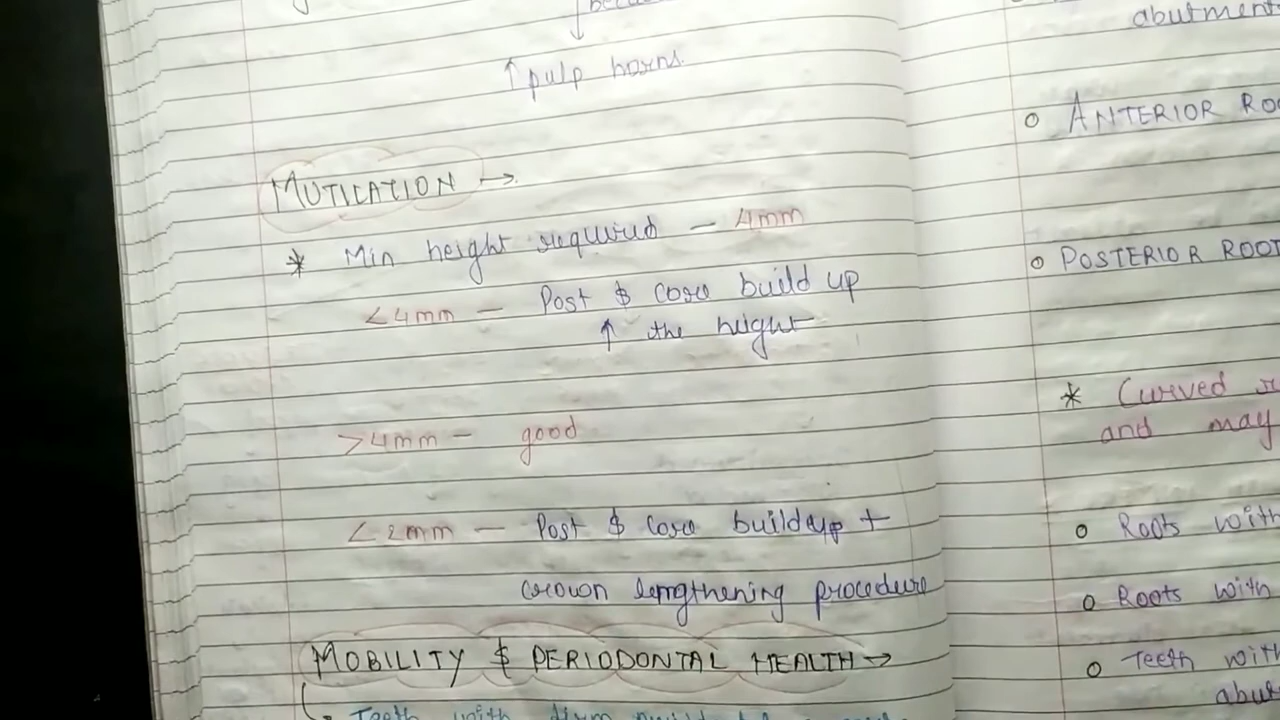 ↑ pulp horns.
MUTILATION →
* Min height required – 4mm
<4mm – Post & Core build up
↑ the height
>4mm – good
<2mm – Post & Core buildup +
crown lengthening procedure
MOBILITY & PERIODONTAL HEALTH →
Teeth with
abutment
○ ANTERIOR
○ POSTERIOR ROOT
* Curved
and may
○ Roots with
○ Roots with
○ Teeth with